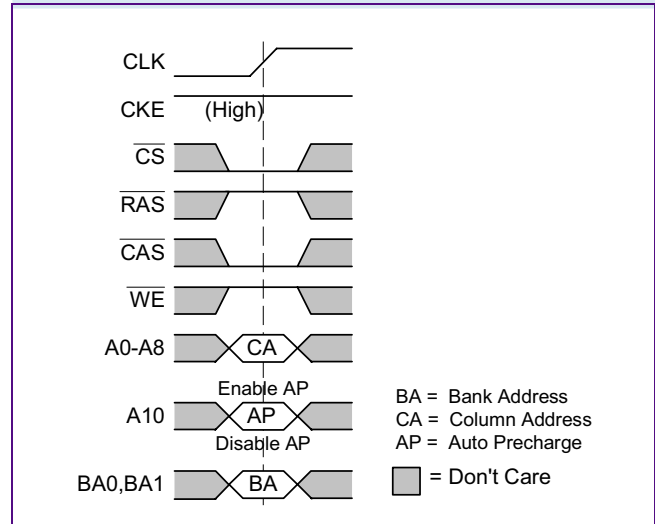 CLK
CKE (High)
CS
RAS
CAS
WE
A0-A8 CA
Enable AP
A10 AP
Disable AP
BA0,BA1 BA
BA = Bank Address
CA = Column Address
AP = Auto Precharge
= Don't Care